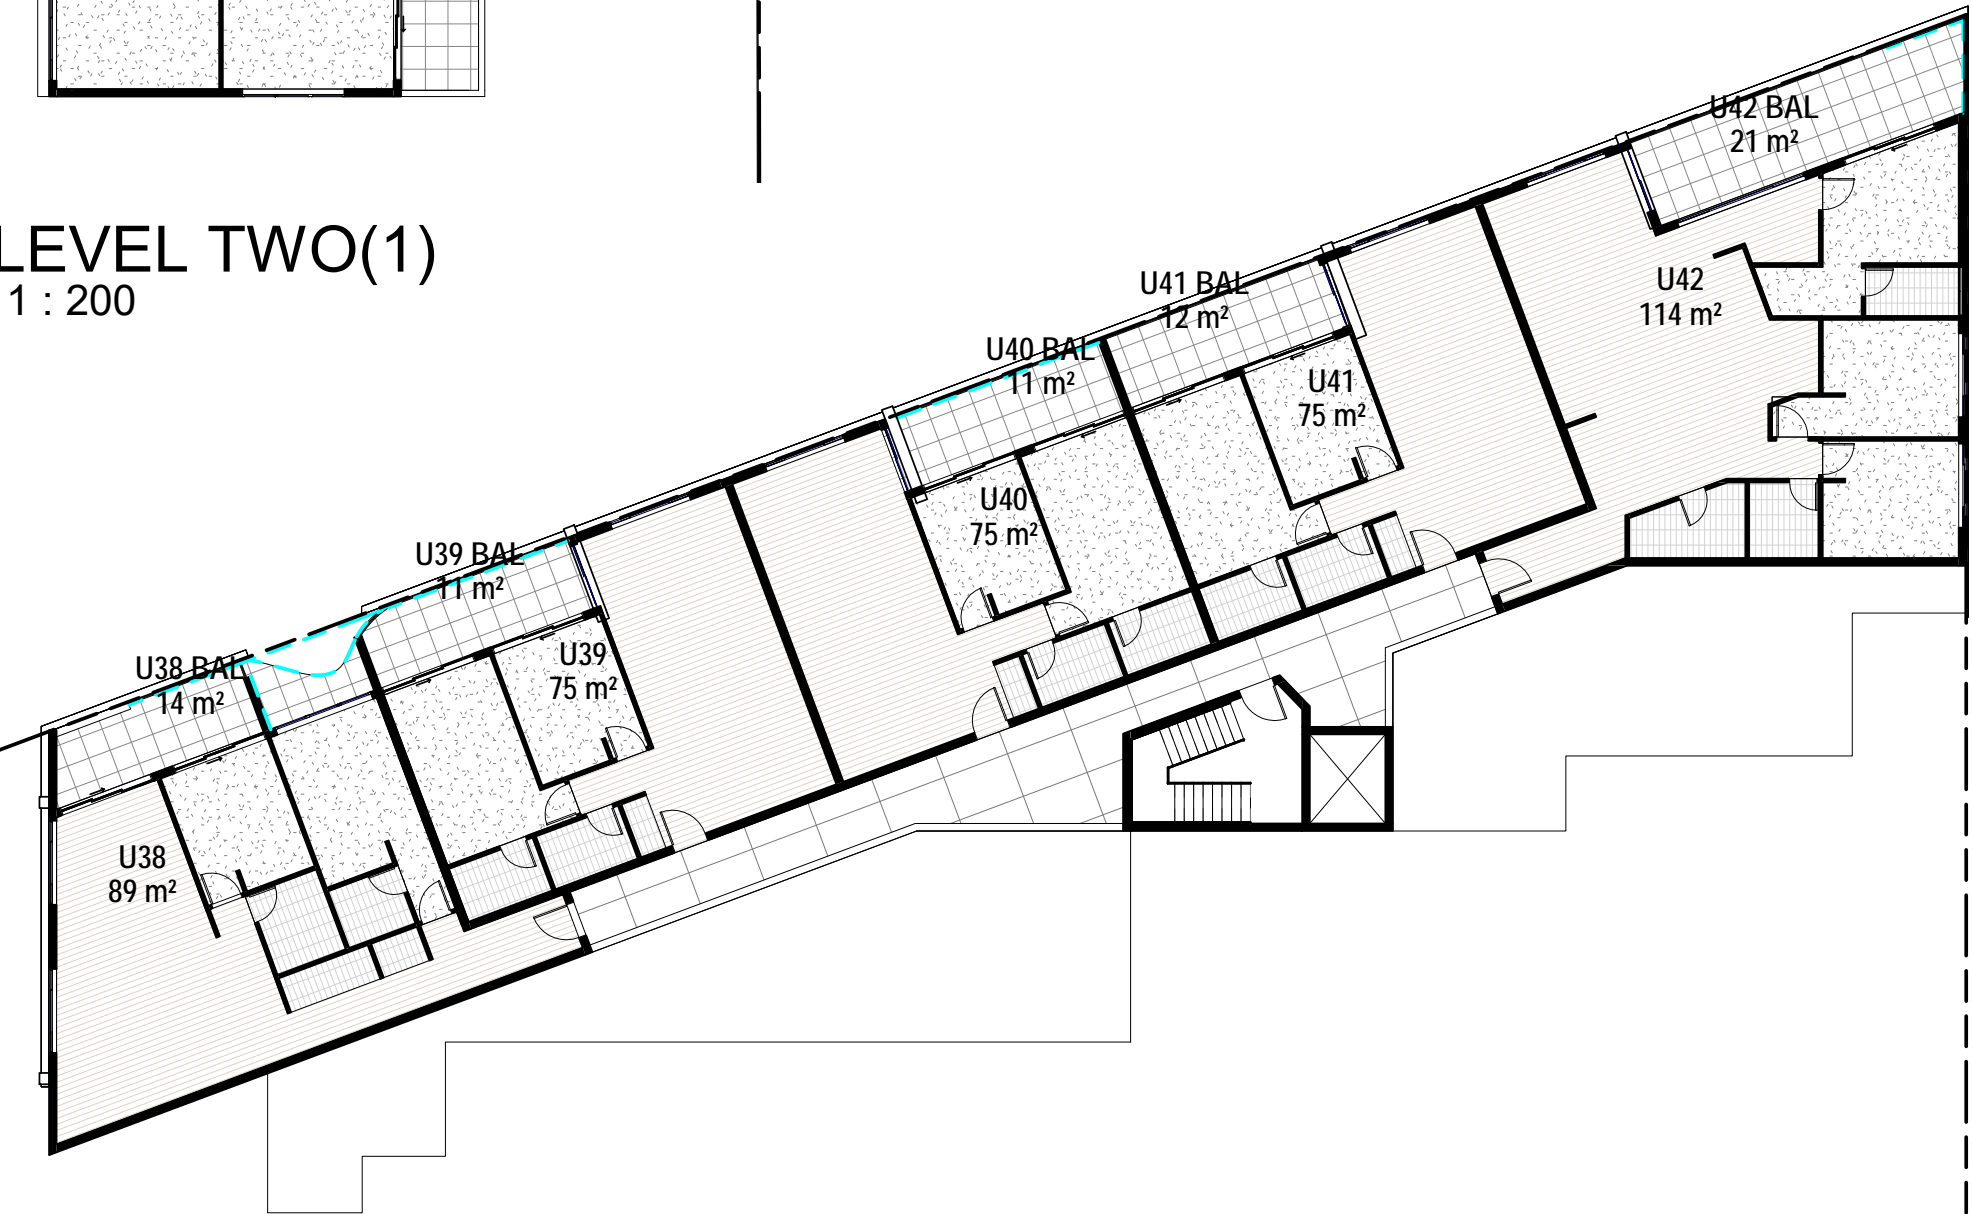 LEVEL TWO(1)
1 : 200
U42 BAL
21 m²
U42
114 m²
U41 BAL
12 m²
U41
75 m²
U40 BAL
11 m²
U40
75 m²
U39 BAL
11 m²
U39
75 m²
U38 BAL
14 m²
U38
89 m²